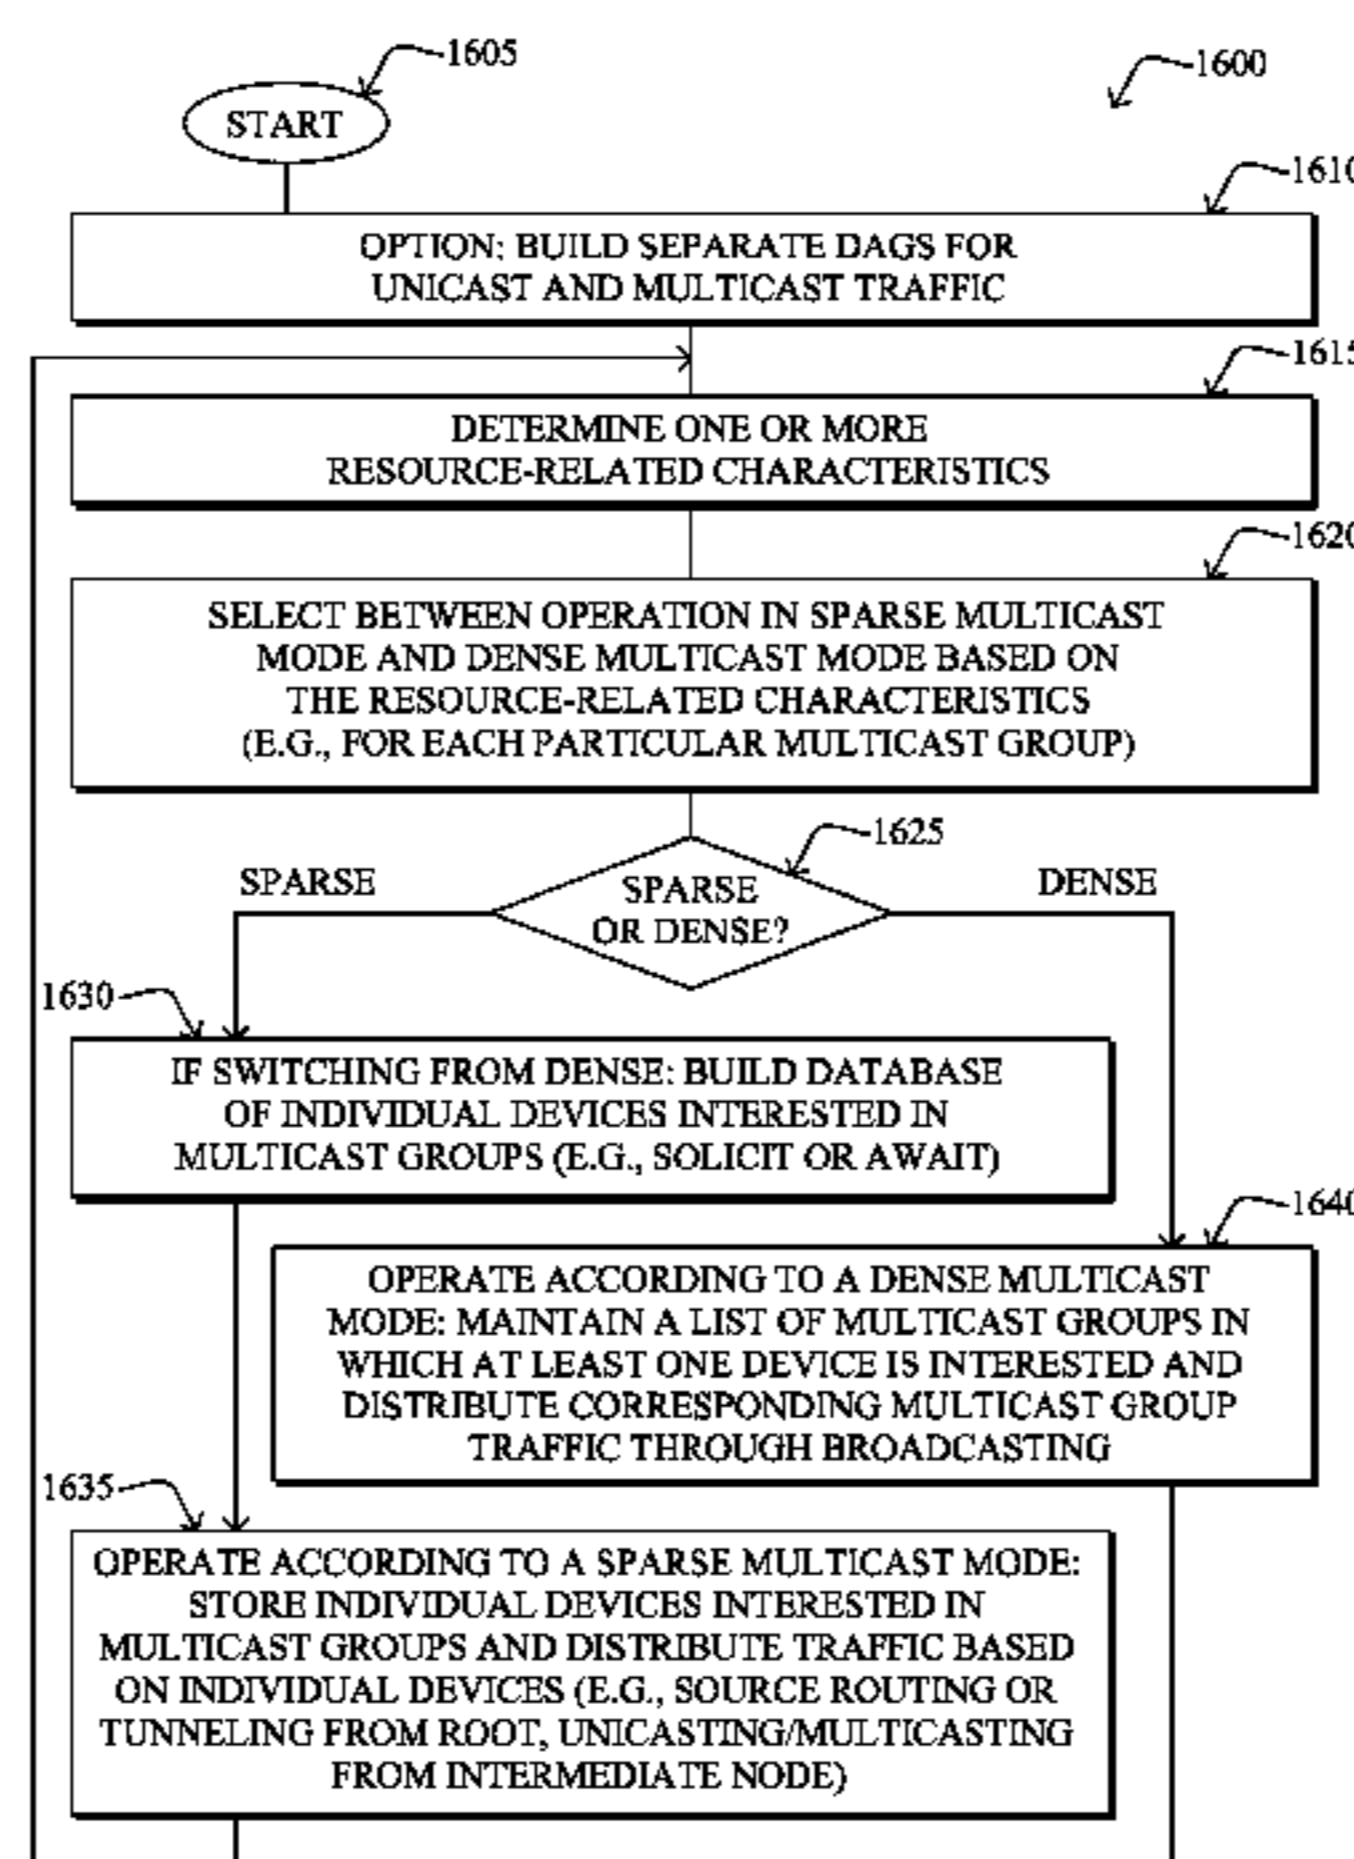 1605
1600
START
1610
OPTION: BUILD SEPARATE DAGS FOR
UNICAST AND MULTICAST TRAFFIC
1615
DETERMINE ONE OR MORE
RESOURCE-RELATED CHARACTERISTICS
1620
SELECT BETWEEN OPERATION IN SPARSE MULTICAST
MODE AND DENSE MULTICAST MODE BASED ON
THE RESOURCE-RELATED CHARACTERISTICS
(E.G., FOR EACH PARTICULAR MULTICAST GROUP)
1625
SPARSE
SPARSE
OR DENSE?
DENSE
1630
IF SWITCHING FROM DENSE: BUILD DATABASE
OF INDIVIDUAL DEVICES INTERESTED IN
MULTICAST GROUPS (E.G., SOLICIT OR AWAIT)
1640
OPERATE ACCORDING TO A DENSE MULTICAST
MODE: MAINTAIN A LIST OF MULTICAST GROUPS IN
WHICH AT LEAST ONE DEVICE IS INTERESTED AND
DISTRIBUTE CORRESPONDING MULTICAST GROUP
TRAFFIC THROUGH BROADCASTING
1635
OPERATE ACCORDING TO A SPARSE MULTICAST MODE:
STORE INDIVIDUAL DEVICES INTERESTED IN
MULTICAST GROUPS AND DISTRIBUTE TRAFFIC BASED
ON INDIVIDUAL DEVICES (E.G., SOURCE ROUTING OR
TUNNELING FROM ROOT, UNICASTING/MULTICASTING
FROM INTERMEDIATE NODE)